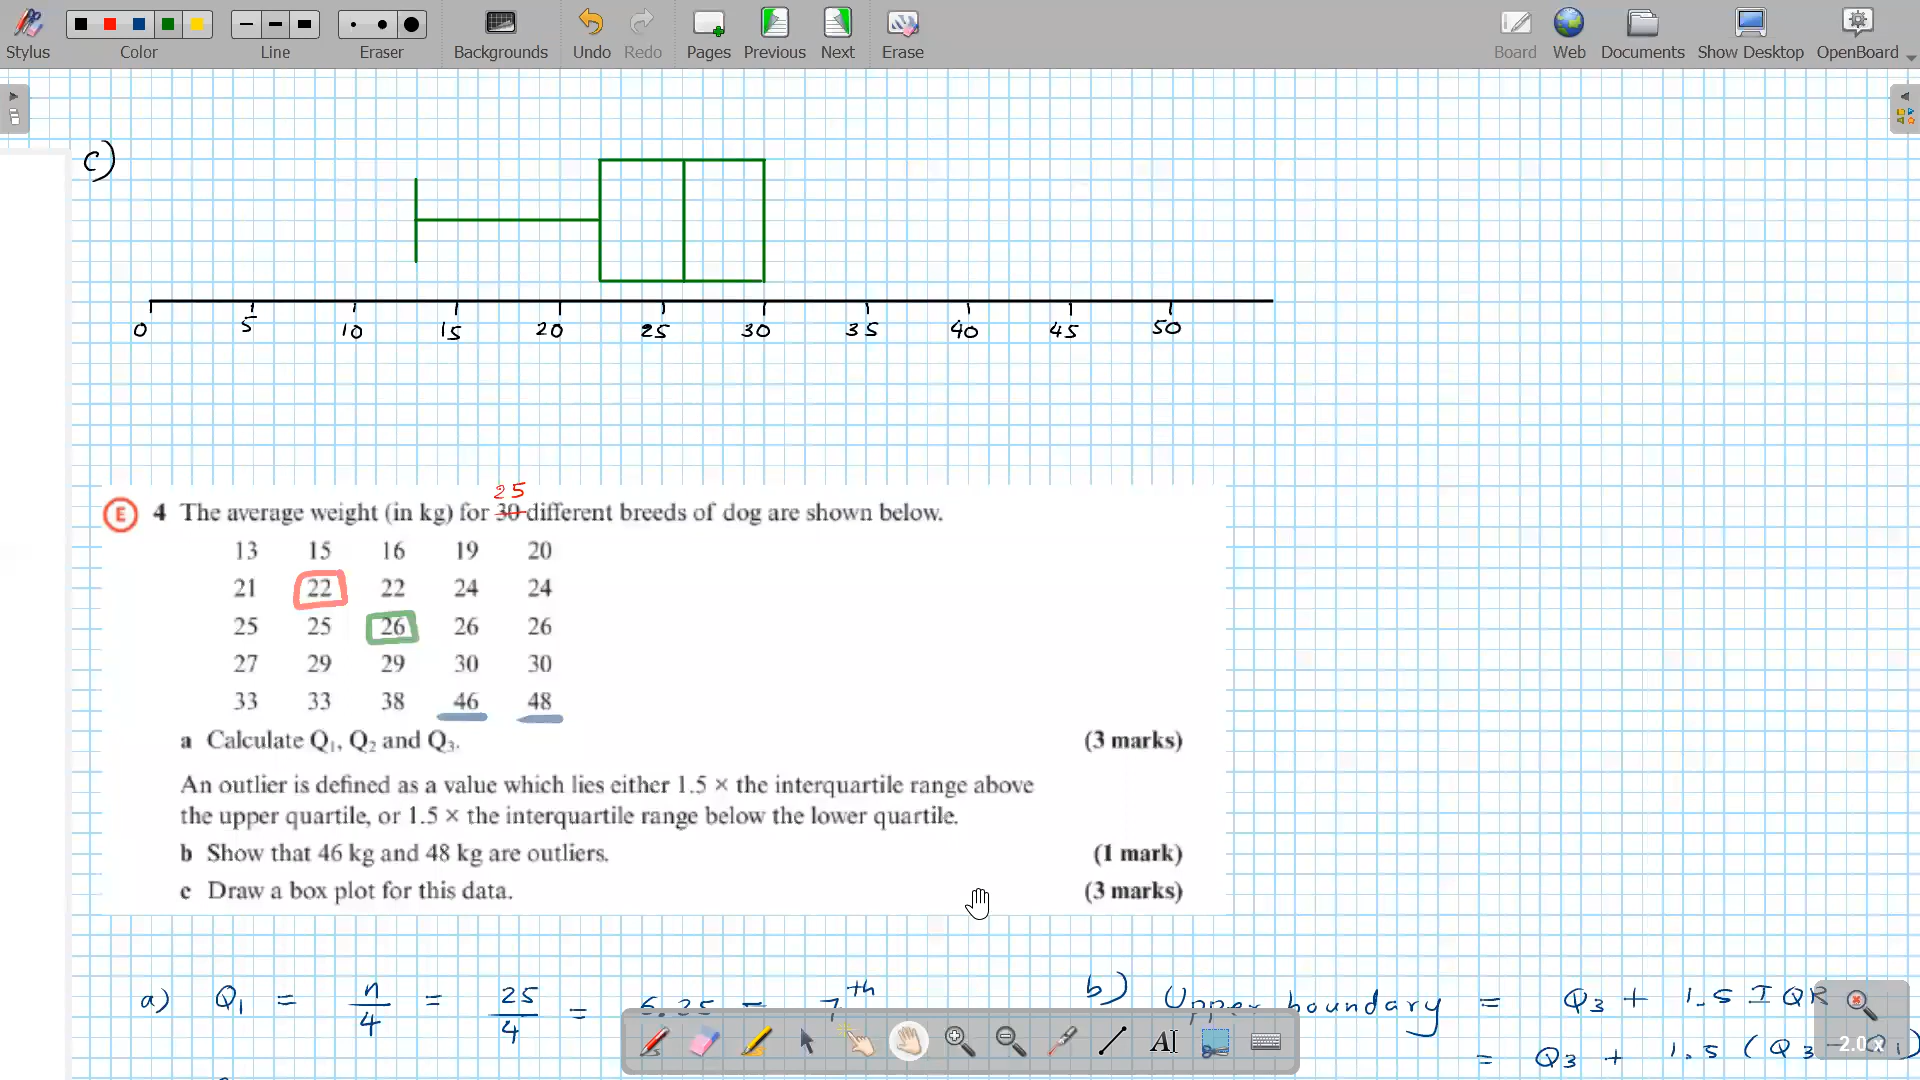 Stylus Color Line Eraser Backgrounds Undo Redo Pages Previous Next Erase Board Web Documents Show Desktop OpenBoard
c)
0 5 10 15 20 25 30 35 40 45 50
25
E 4 The average weight (in kg) for 30 different breeds of dog are shown below.
13 15 16 19 20
21 22 22 24 24
25 25 26 26 26
27 29 29 30 30
33 33 38 46 48
a Calculate Q₁, Q₂ and Q₃. (3 marks)
An outlier is defined as a value which lies either 1.5 × the interquartile range above
the upper quartile, or 1.5 × the interquartile range below the lower quartile.
b Show that 46 kg and 48 kg are outliers. (1 mark)
c Draw a box plot for this data. (3 marks)
a) Q₁ = n/4 = 25/4 = 6.25 = 7th
b) Upper boundary = Q₃ + 1.5 IQR
= Q₃ + 1.5 (Q₃ - Q₁)
2.0 x